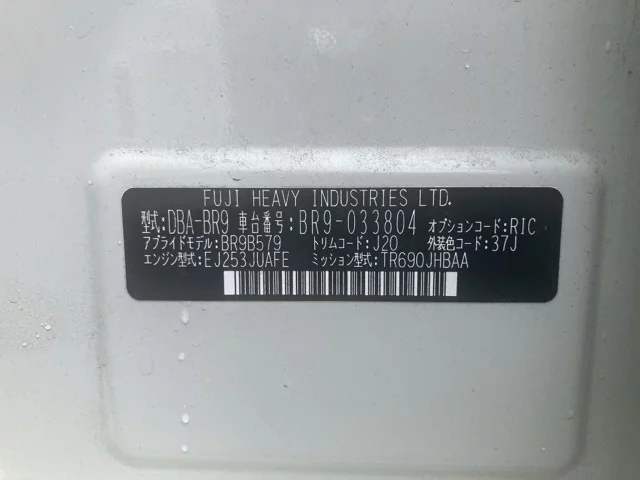 FUJI HEAVY INDUSTRIES LTD.
型式:DBA-BR9 車台番号:BR9-033804 オプションコード:RIC
アプライドモデル:BR9B579 トリムコード:J20 外装色コード:37J
エンジン型式:EJ253JUAFE ミッション型式:TR690JHBAA